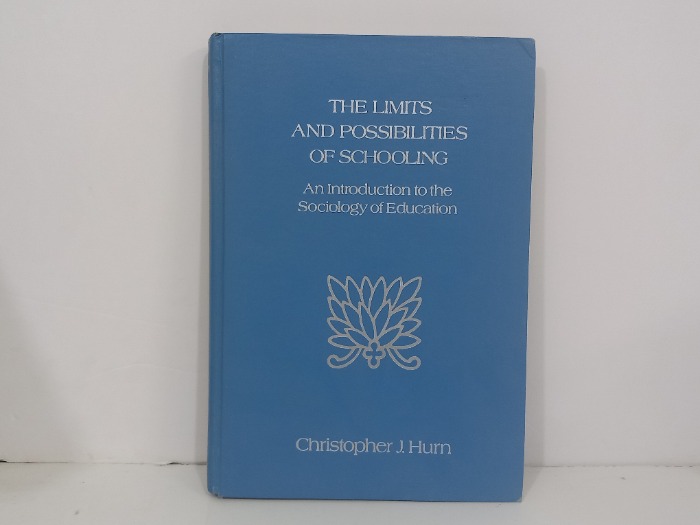 THE LIMITS
AND POSSIBILITIES
OF SCHOOLING
An Introduction to the
Sociology of Education
Christopher J. Hurn